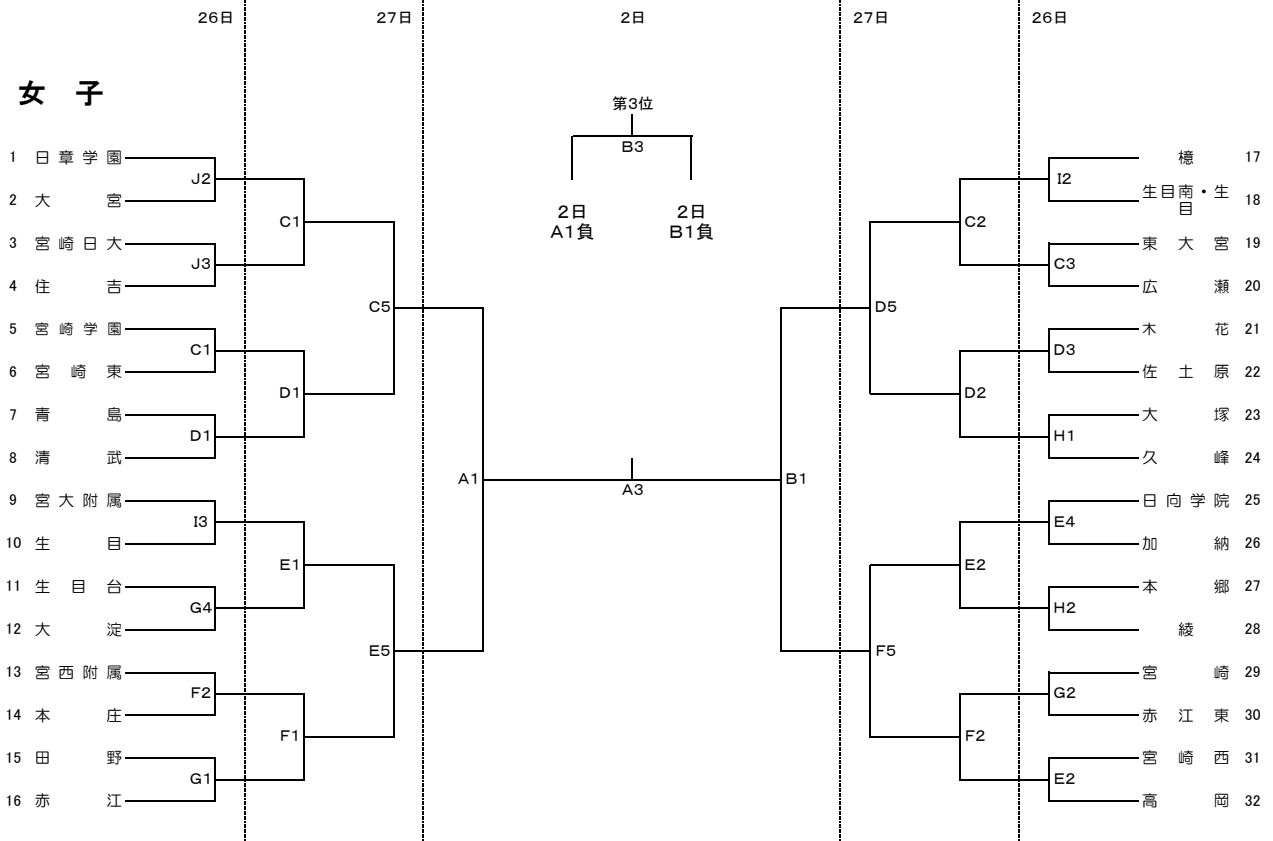 26日 27日 2日 27日 26日
女 子
第3位
B3
2日 2日
A1負 B1負
1 日章学園
2 大宮
3 宮崎日大
4 住吉
5 宮崎学園
6 宮崎東
7 青島
8 清武
9 宮大附属
10 生目
11 生目台
12 大淀
13 宮西附属
14 本庄
15 田野
16 赤江
J2
J3
C1
D1
I3
G4
F2
G1
C1
D1
E1
F1
C5
E5
A1
A3
B1
D5
F5
C2
D2
E2
F2
I2
C3
D3
H1
E4
H2
G2
E2
檍 17
生目南・生
目 18
東大宮 19
広瀬 20
木花 21
佐土原 22
大塚 23
久峰 24
日向学院 25
加納 26
本郷 27
綾 28
宮崎 29
赤江東 30
宮崎西 31
高岡 32